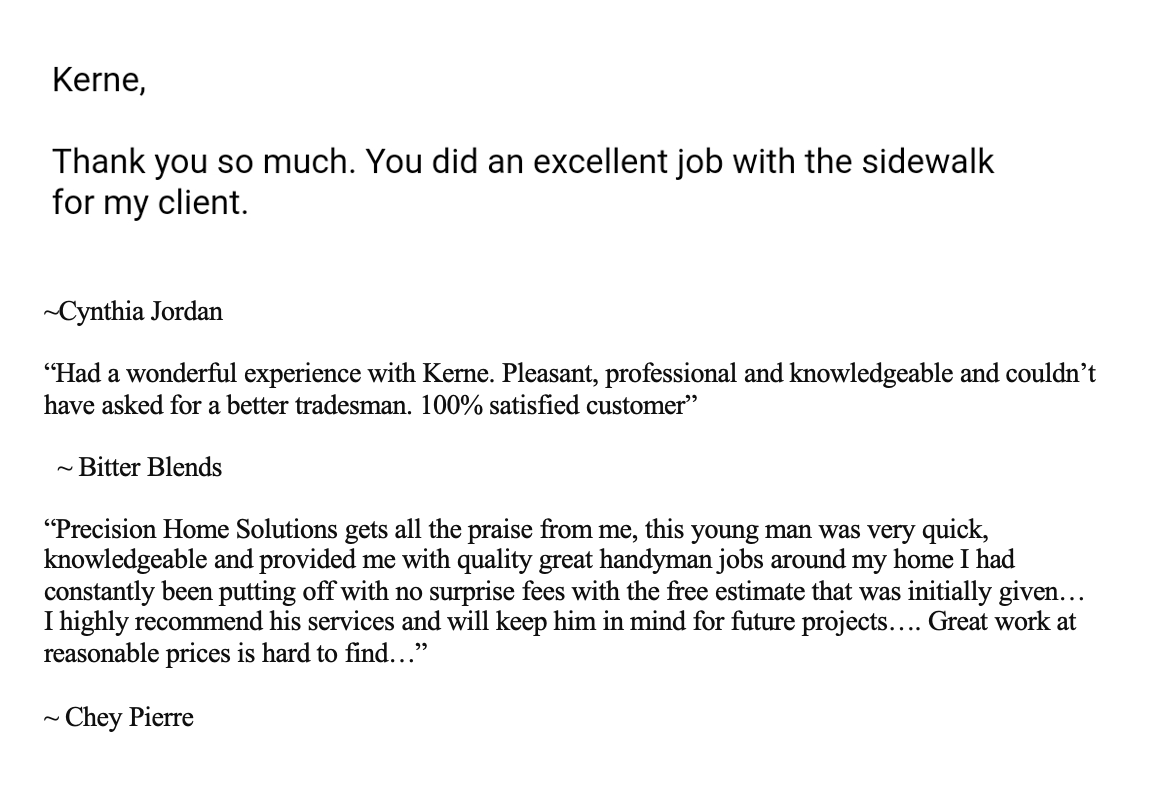 Kerne,
Thank you so much. You did an excellent job with the sidewalk
for my client.
~Cynthia Jordan
“Had a wonderful experience with Kerne. Pleasant, professional and knowledgeable and couldn’t
have asked for a better tradesman. 100% satisfied customer”
~ Bitter Blends
“Precision Home Solutions gets all the praise from me, this young man was very quick,
knowledgeable and provided me with quality great handyman jobs around my home I had
constantly been putting off with no surprise fees with the free estimate that was initially given…
I highly recommend his services and will keep him in mind for future projects…. Great work at
reasonable prices is hard to find…”
~ Chey Pierre